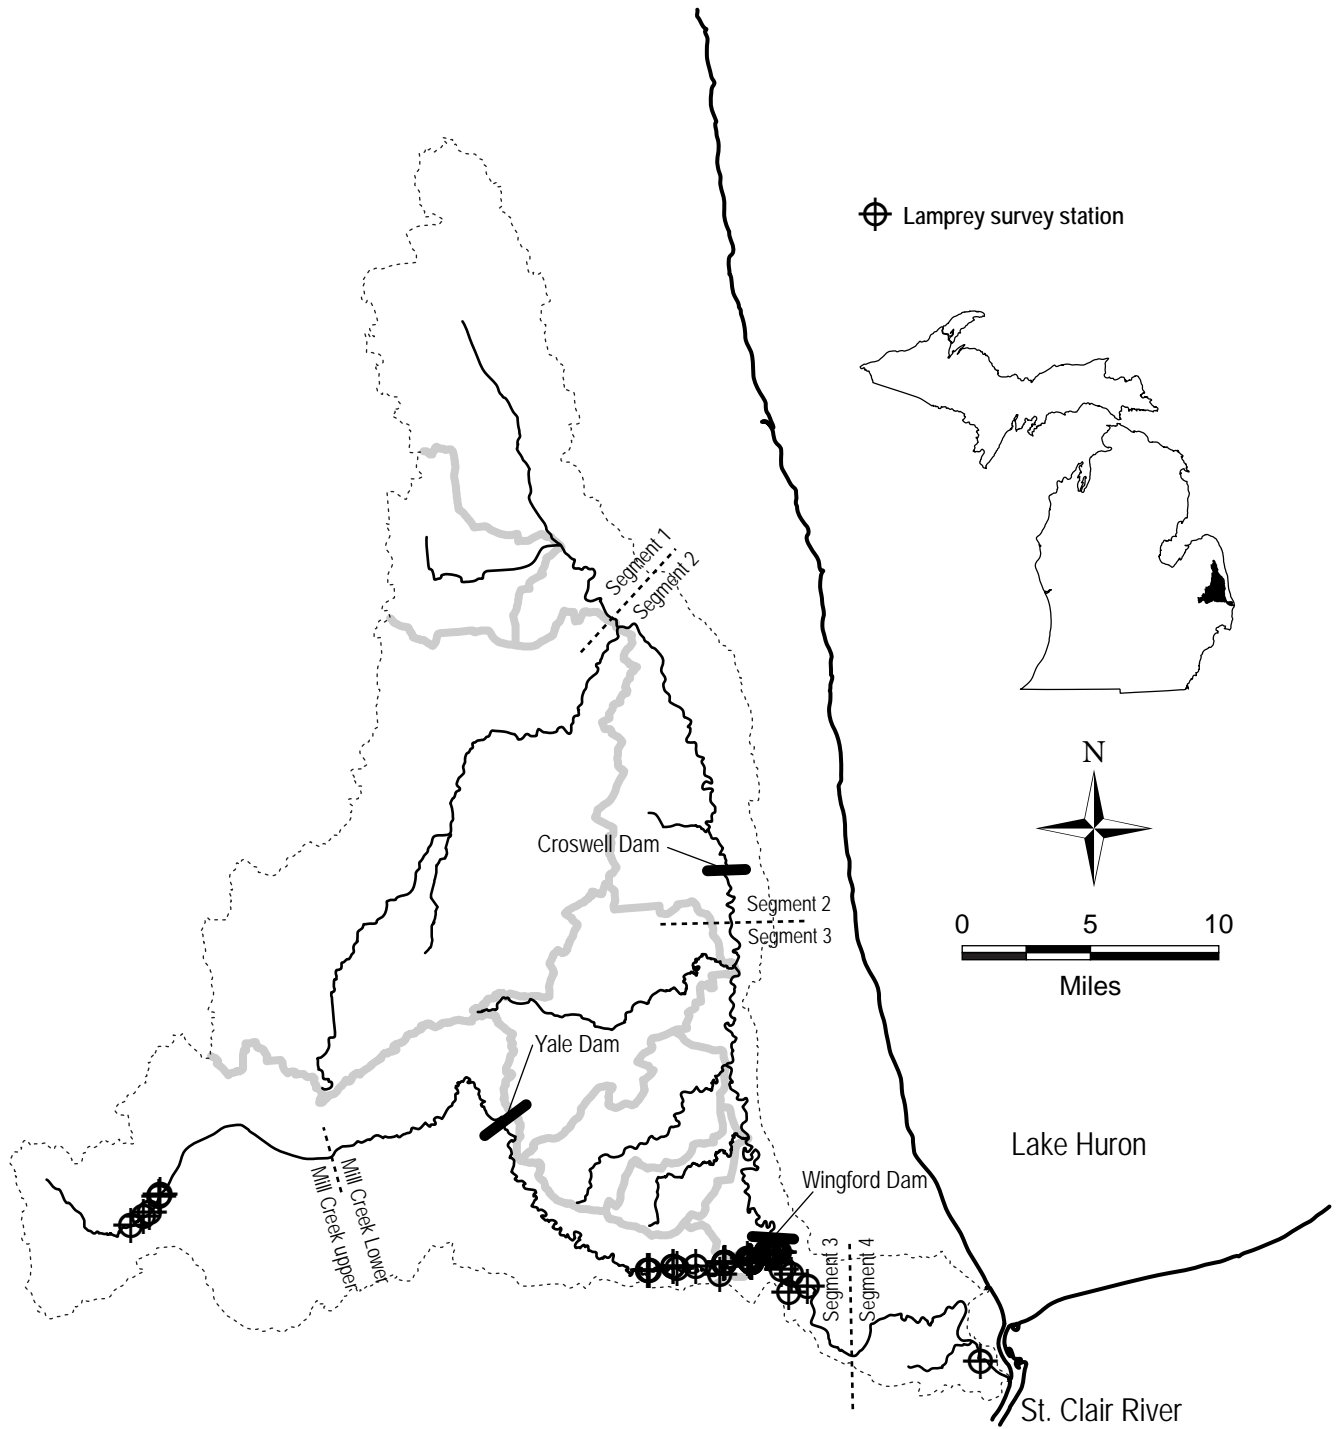 Lamprey survey station
Segment 1
Segment 2
N
Croswell Dam
Segment 2
Segment 3
0 5 10
Miles
Yale Dam
Lake Huron
Mill Creek Lower
Mill Creek upper
Wingford Dam
Segment 3
Segment 4
St. Clair River